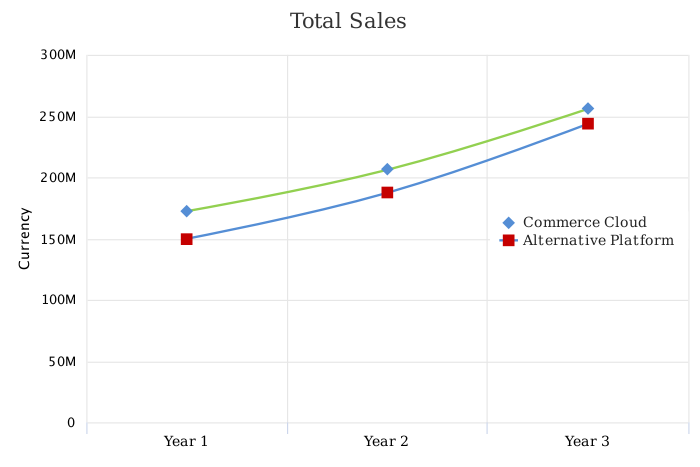 Total Sales
300M
250M
200M
150M
100M
50M
0
Currency
Commerce Cloud
Alternative Platform
Year 1
Year 2
Year 3